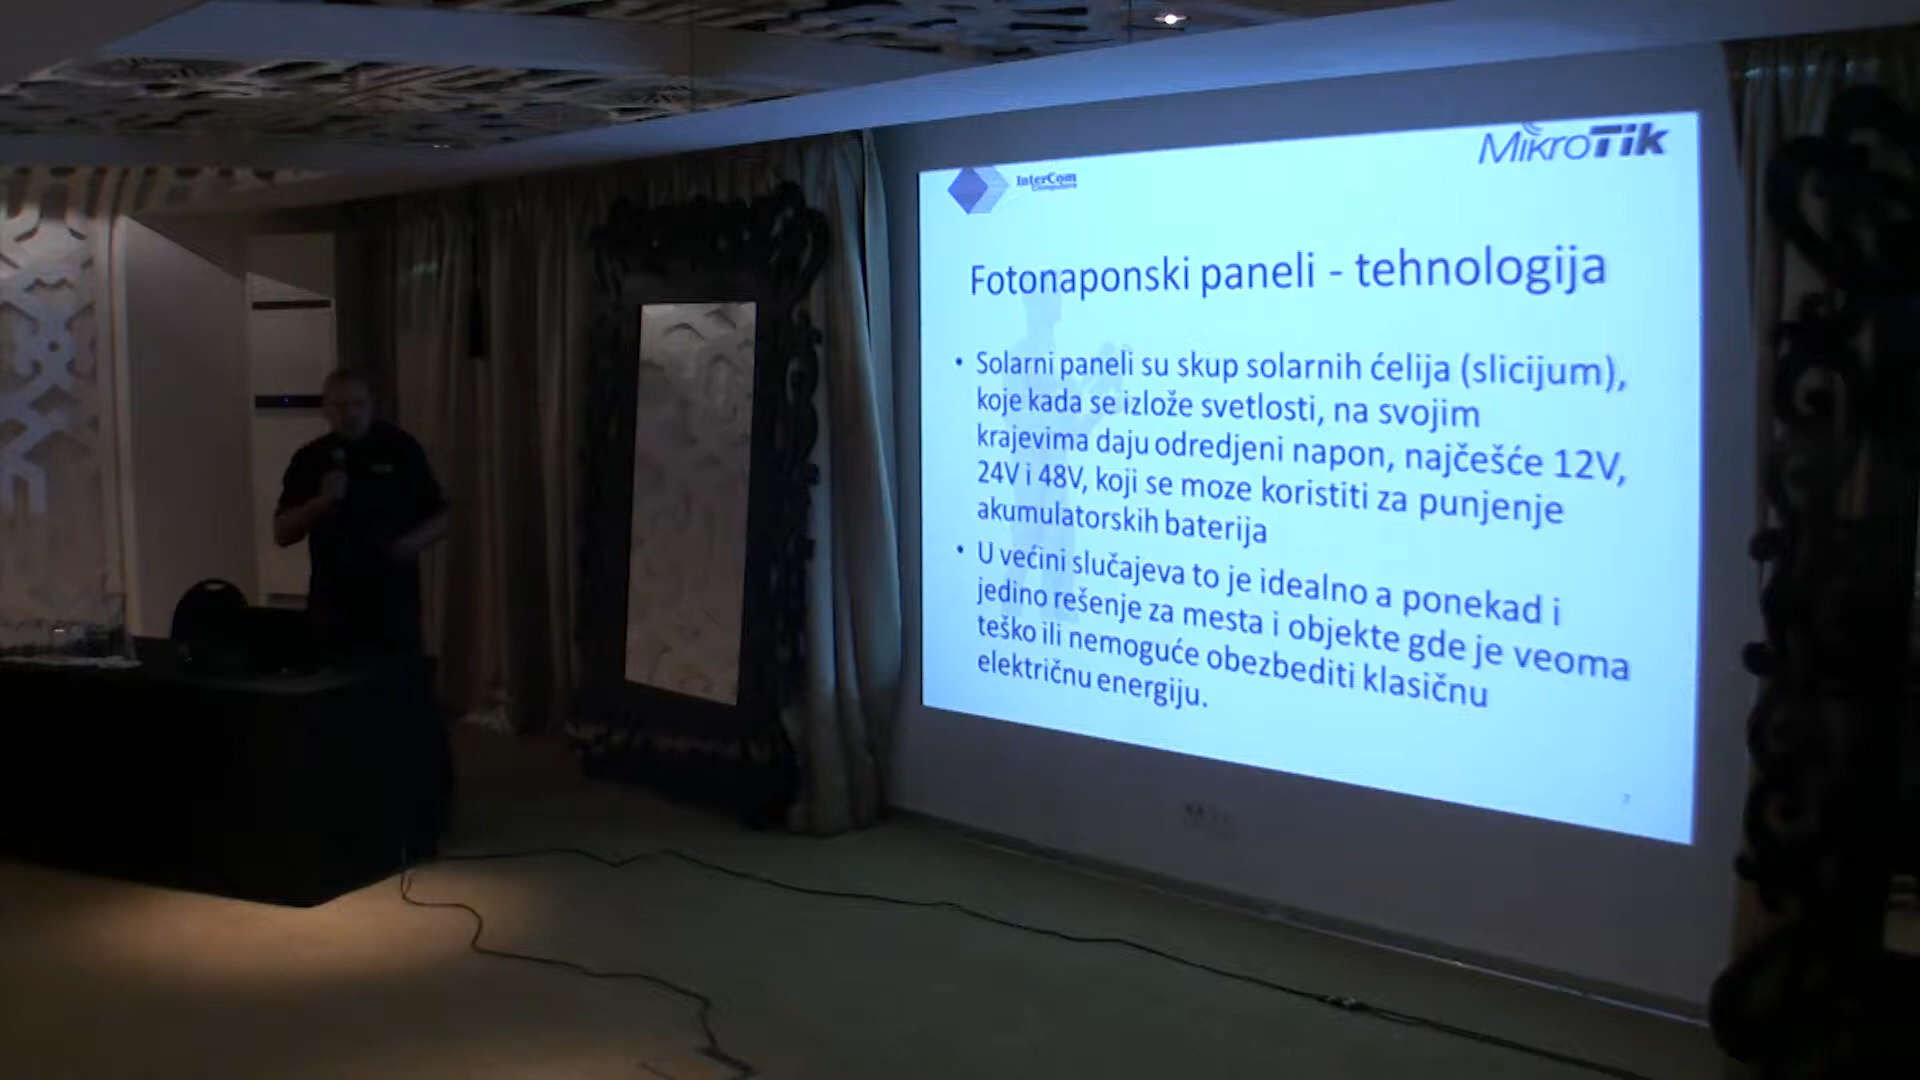 MikroTik
InterCom
Computers
Fotonaponski paneli - tehnologija
• Solarni paneli su skup solarnih ćelija (slicijum),
koje kada se izlože svetlosti, na svojim
krajevima daju odredjeni napon, najčešće 12V,
24V i 48V, koji se moze koristiti za punjenje
akumulatorskih baterija
• U većini slučajeva to je idealno a ponekad i
jedino rešenje za mesta i objekte gde je veoma
teško ili nemoguće obezbediti klasičnu
električnu energiju.
7